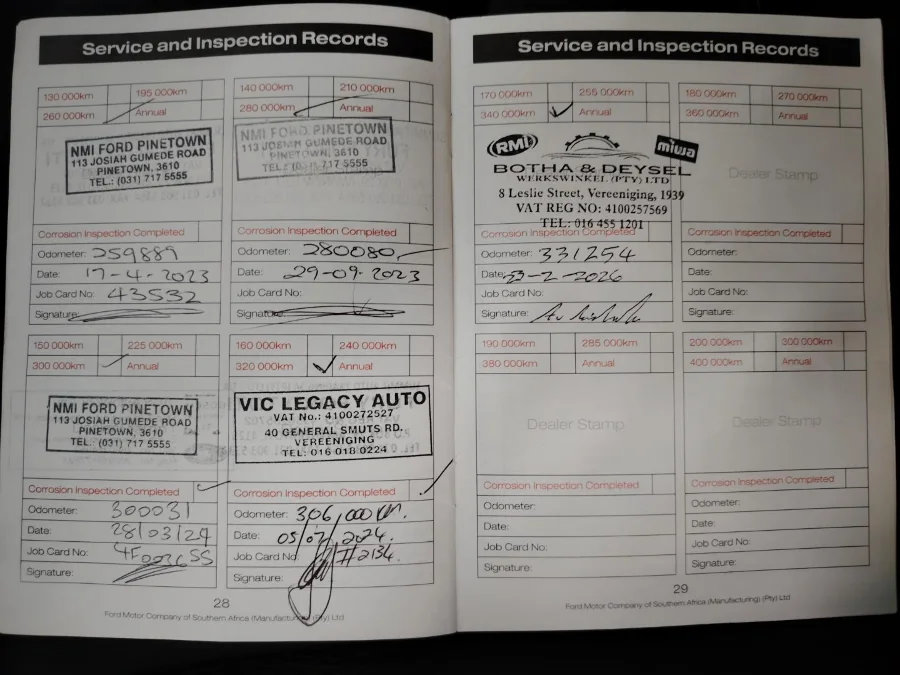 Service and Inspection Records
130 000km 195 000km
260 000km Annual
NMI FORD PINETOWN
113 JOSIAH GUMEDE ROAD
PINETOWN, 3610
TEL.: (031) 717 5555
Corrosion Inspection Completed
Odometer: 259889
Date: 17-4-2023
Job Card No: 43532
Signature:
140 000km 210 000km
280 000km Annual
NMI FORD PINETOWN
113 JOSIAH GUMEDE ROAD
PINETOWN, 3610
TEL.: (031) 717 5555
Corrosion Inspection Completed
Odometer: 280080
Date: 29-09-2023
Job Card No:
Signature:
150 000km 225 000km
300 000km Annual
NMI FORD PINETOWN
113 JOSIAH GUMEDE ROAD
PINETOWN, 3610
TEL.: (031) 717 5555
Corrosion Inspection Completed
Odometer: 300031
Date: 28/03/24
Job Card No:
Signature:
160 000km 240 000km
320 000km Annual
VIC LEGACY AUTO
VAT No.: 4100272527
40 GENERAL SMUTS RD.
VEREENIGING
TEL: 016 018 0224
Corrosion Inspection Completed
Odometer: 306,000km.
Date: 2024.
Job Card No #2134.
Signature:
28
Ford Motor Company of Southern Africa (Manufacturing) (Pty) Ltd
Service and Inspection Records
170 000km 255 000km
340 000km Annual
RMI
miwa
BOTHA & DEYSEL
WERKSWINKEL (PTY) LTD
8 Leslie Street, Vereeniging, 1939
VAT REG NO: 4100257569
TEL: 016 455 1201
Corrosion Inspection Completed
Odometer: 331254
Date: -2-2026
Job Card No:
Signature:
180 000km 270 000km
360 000km Annual
Dealer Stamp
Corrosion Inspection Completed
Odometer:
Date:
Job Card No:
Signature:
190 000km 285 000km
380 000km Annual
Dealer Stamp
Corrosion Inspection Completed
Odometer:
Date:
Job Card No:
Signature:
200 000km 300 000km
400 000km Annual
Dealer Stamp
Corrosion Inspection Completed
Odometer:
Date:
Job Card No:
Signature:
29
Ford Motor Company of Southern Africa (Manufacturing) (Pty) Ltd